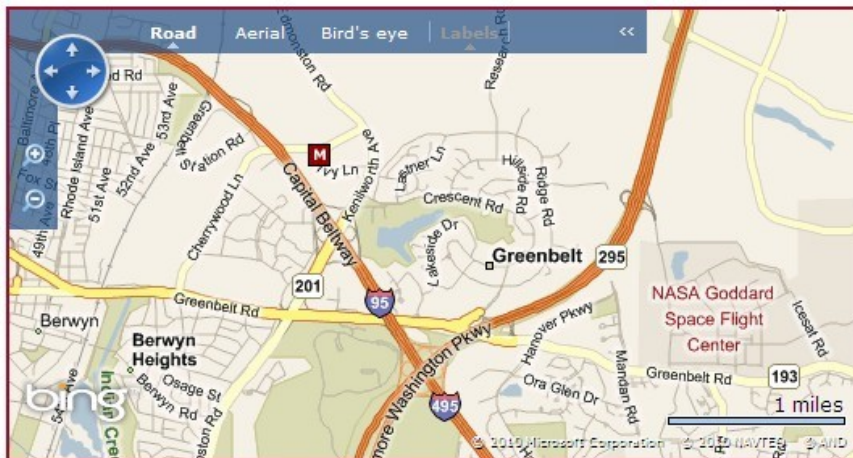 Road Aerial Bird's eye Labels <<
Edmonston Rd
Research Rd
Baltimore
Rhode Island Ave
51st Ave
52nd Ave
53rd Ave
49th Ave
Greenbelt
Station Rd
Cherrywood Ln
M
Ivy Ln
Capital Beltway
Kenilworth Ave
Lastner Ln
Crescent Rd
Hillside Rd
Ridge Rd
Lakeside Dr
Greenbelt
295
201
95
Greenbelt Rd
NASA Goddard
Space Flight
Center
Icesat Rd
Hanover Pkwy
Mandan Rd
Greenbelt Rd
193
Berwyn
Berwyn
Heights
Osage St
Berwyn Rd
Ora Glen Dr
more Washington Pkwy
495
bing
1 miles
© 2010 Microsoft Corporation © 2010 NAVTEQ © AND